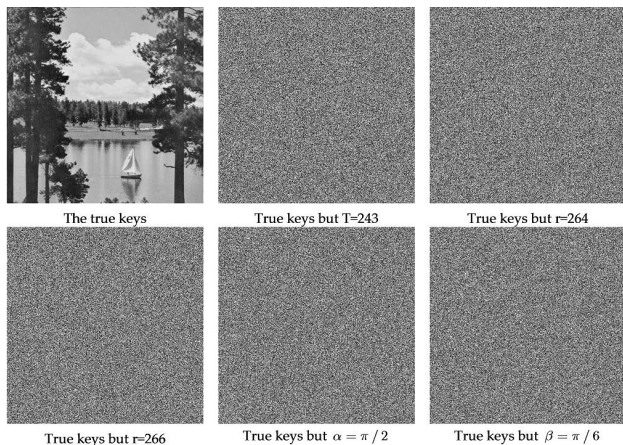 The true keys
True keys but T=243
True keys but r=264
True keys but r=266
True keys but α = π / 2
True keys but β = π / 6